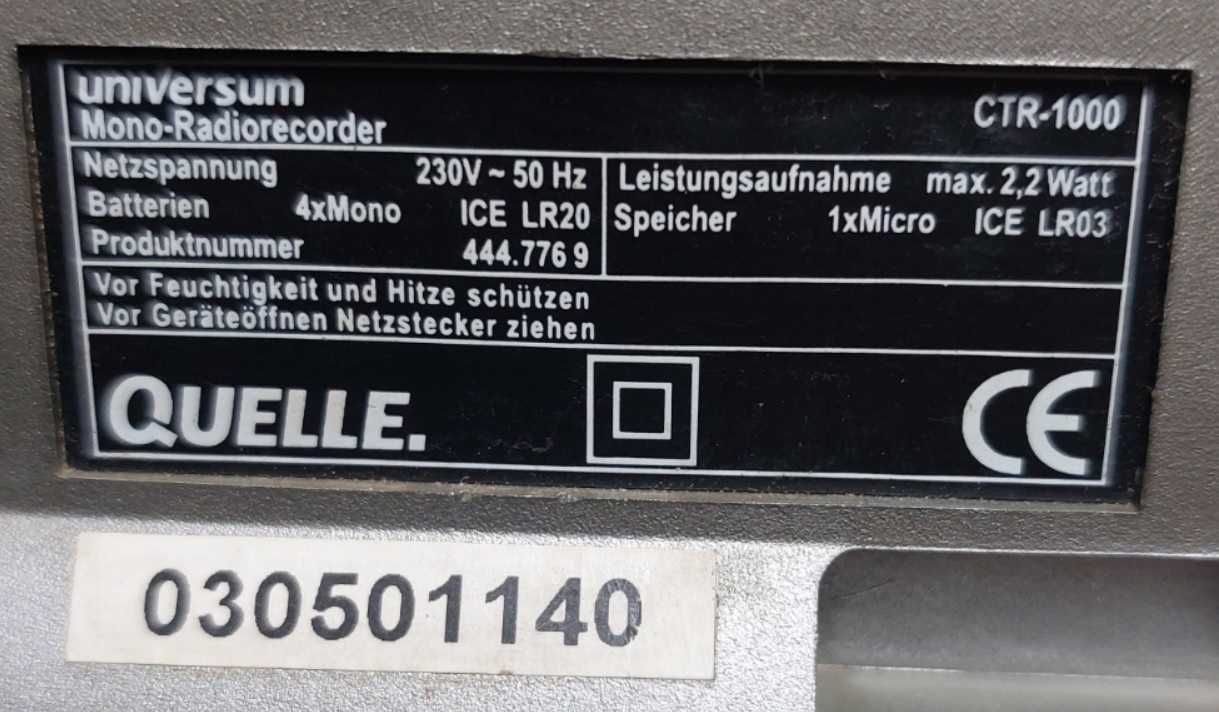 universum
Mono-Radiorecorder CTR-1000
Netzspannung 230V ~ 50 Hz
Batterien 4xMono ICE LR20
Produktnummer 444.776 9
Leistungsaufnahme max. 2,2 Watt
Speicher 1xMicro ICE LR03
Vor Feuchtigkeit und Hitze schützen
Vor Geräteöffnen Netzstecker ziehen
QUELLE.
CE
030501140